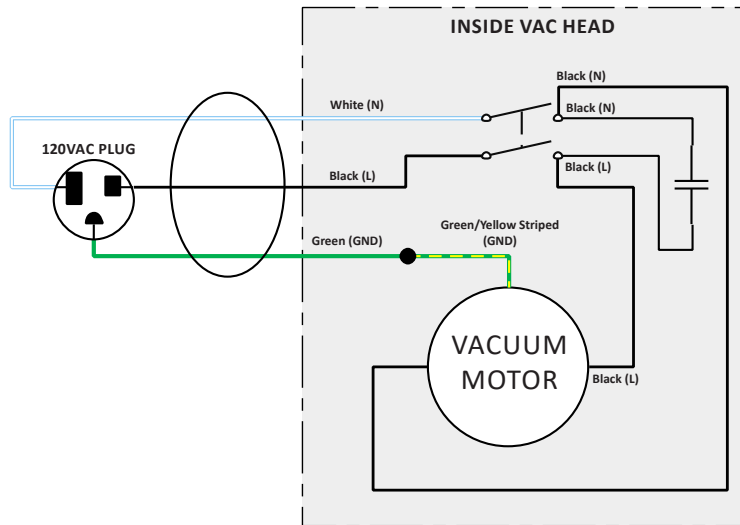 INSIDE VAC HEAD
Black (N)
White (N)
Black (N)
120VAC PLUG
Black (L)
Black (L)
Green/Yellow Striped
(GND)
Green (GND)
VACUUM
MOTOR
Black (L)